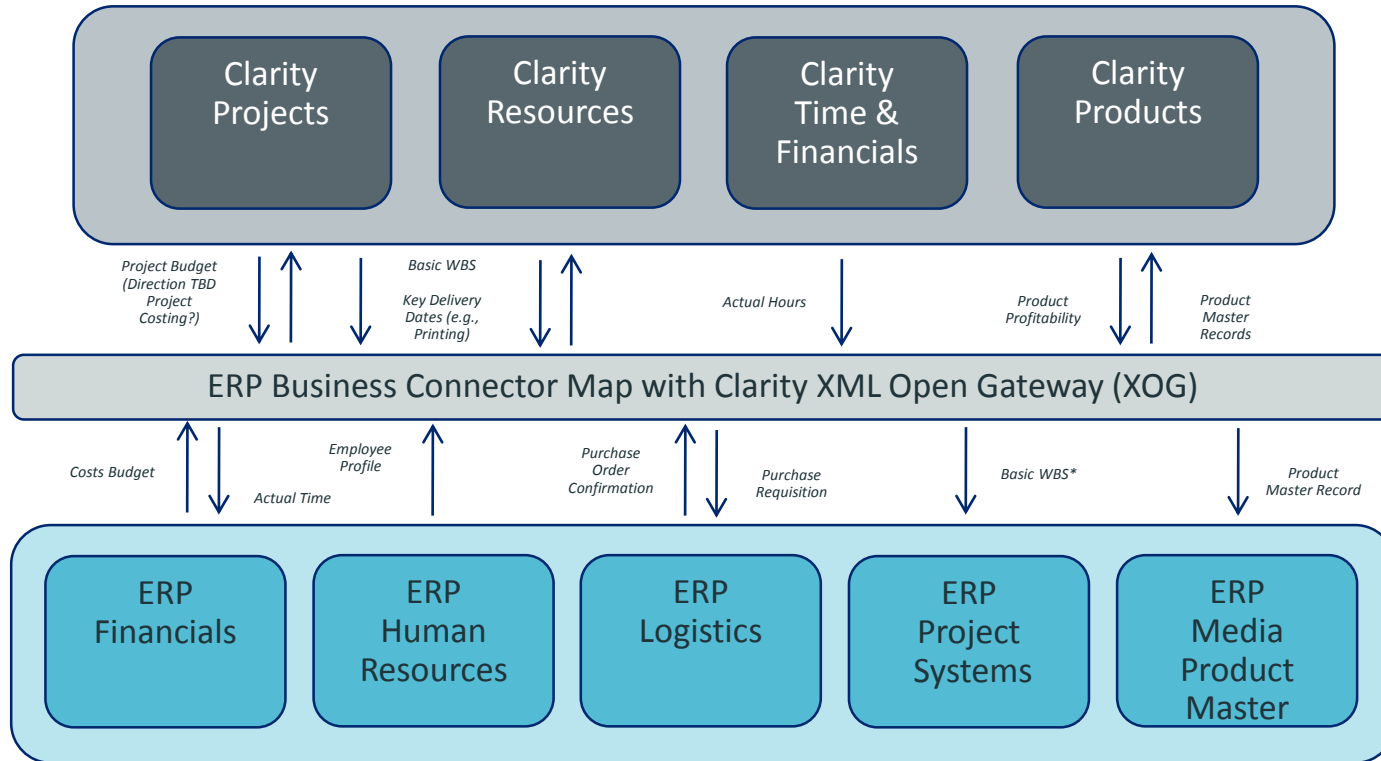 Clarity
Projects
Clarity
Resources
Clarity
Time &
Financials
Clarity
Products
Project Budget
(Direction TBD
Project
Costing?)
Basic WBS
Key Delivery
Dates (e.g.,
Printing)
Actual Hours
Product
Profitability
Product
Master
Records
ERP Business Connector Map with Clarity XML Open Gateway (XOG)
Costs Budget
Actual Time
Employee
Profile
Purchase
Order
Confirmation
Purchase
Requisition
Basic WBS*
Product
Master Record
ERP
Financials
ERP
Human
Resources
ERP
Logistics
ERP
Project
Systems
ERP
Media
Product
Master